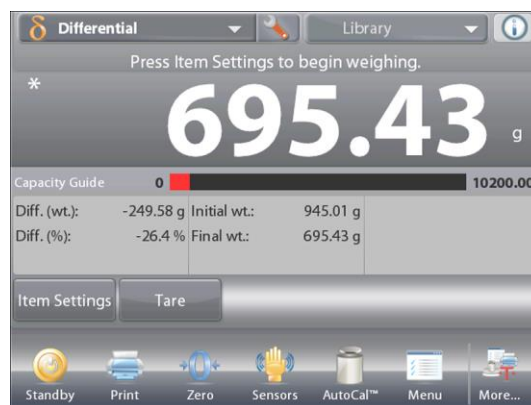 δ Differential Library i
Press Item Settings to begin weighing.
* 695.43 g
Capacity Guide 0 10200.00
Diff. (wt.): -249.58 g Initial wt.: 945.01 g
Diff. (%): -26.4 % Final wt.: 695.43 g
Item Settings Tare
Standby Print Zero Sensors AutoCal™ Menu More...